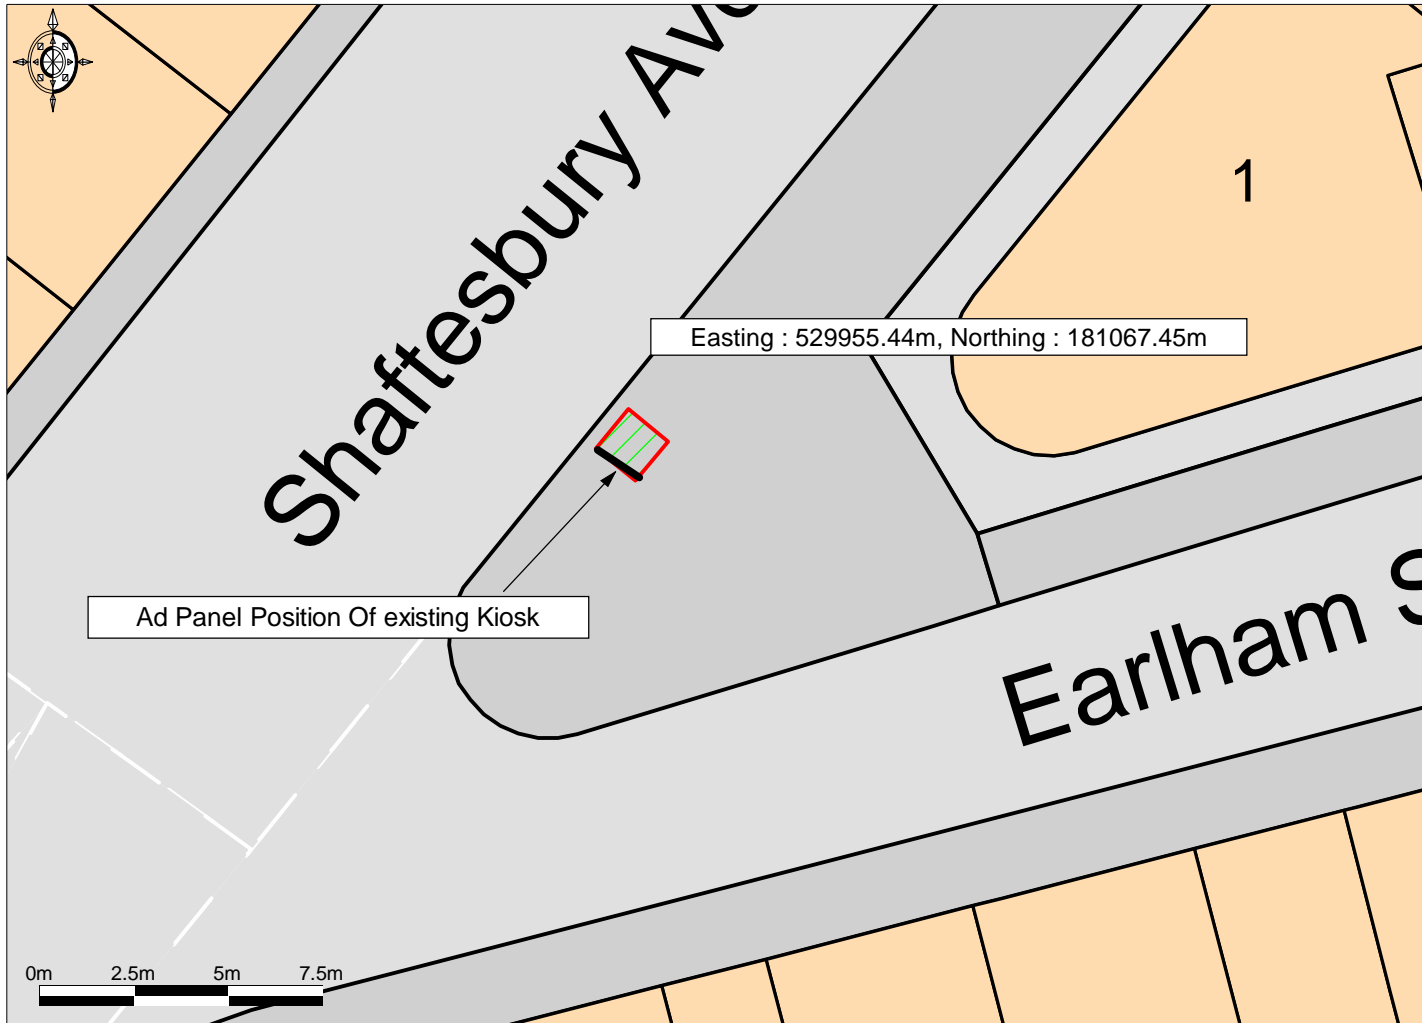 Shaftesbury Ave
1
Easting : 529955.44m, Northing : 181067.45m
Ad Panel Position Of existing Kiosk
Earlham S
0m 2.5m 5m 7.5m